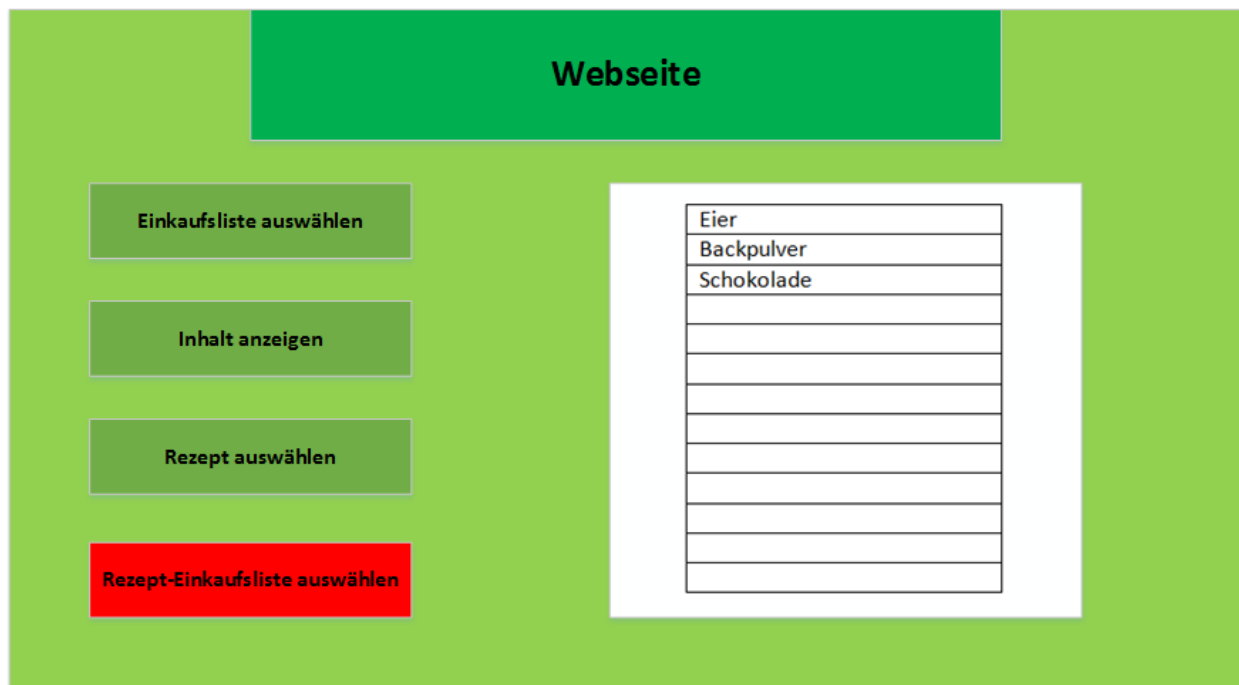 Webseite
Einkaufsliste auswählen
Inhalt anzeigen
Rezept auswählen
Rezept-Einkaufsliste auswählen
Eier
Backpulver
Schokolade